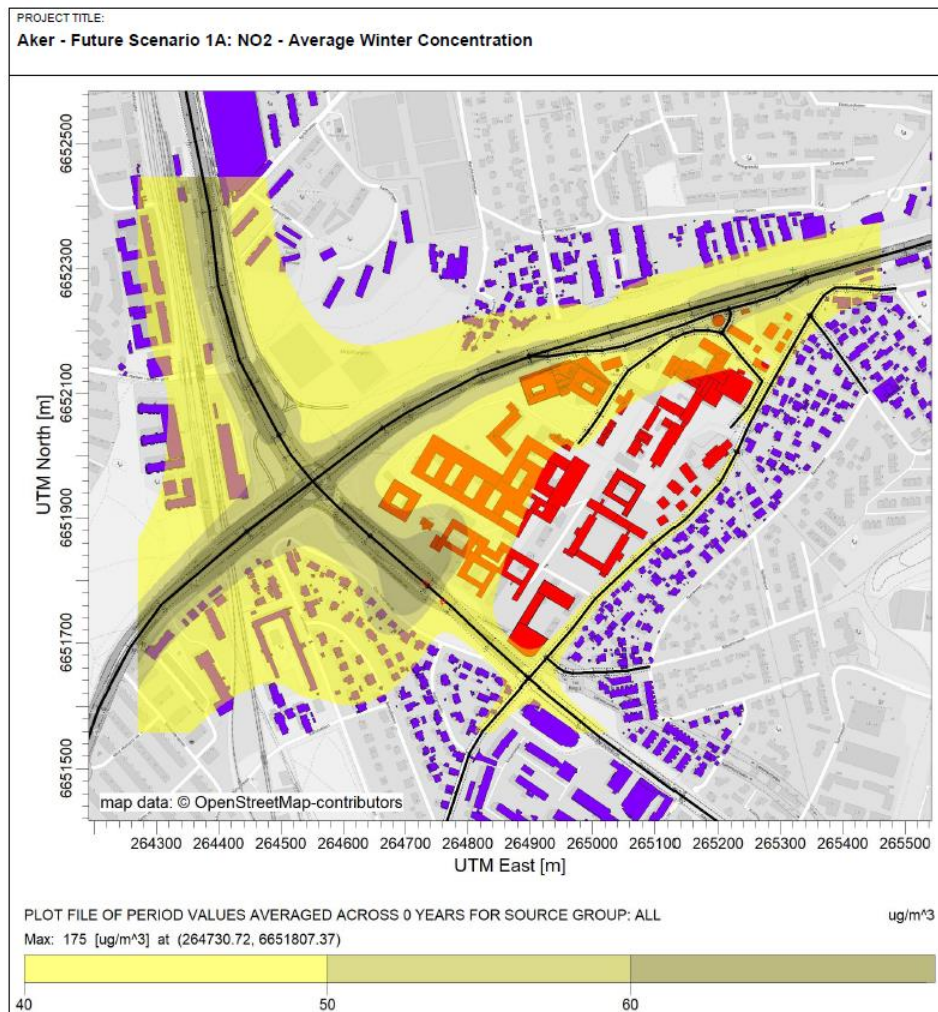 PROJECT TITLE:
Aker - Future Scenario 1A: NO2 - Average Winter Concentration
UTM North [m]
6652500
6652300
6652100
6651900
6651700
6651500
map data: © OpenStreetMap-contributors
264300 264400 264500 264600 264700 264800 264900 265000 265100 265200 265300 265400 265500
UTM East [m]
PLOT FILE OF PERIOD VALUES AVERAGED ACROSS 0 YEARS FOR SOURCE GROUP: ALL ug/m^3
Max: 175 [ug/m^3] at (264730.72, 6651807.37)
40 50 60